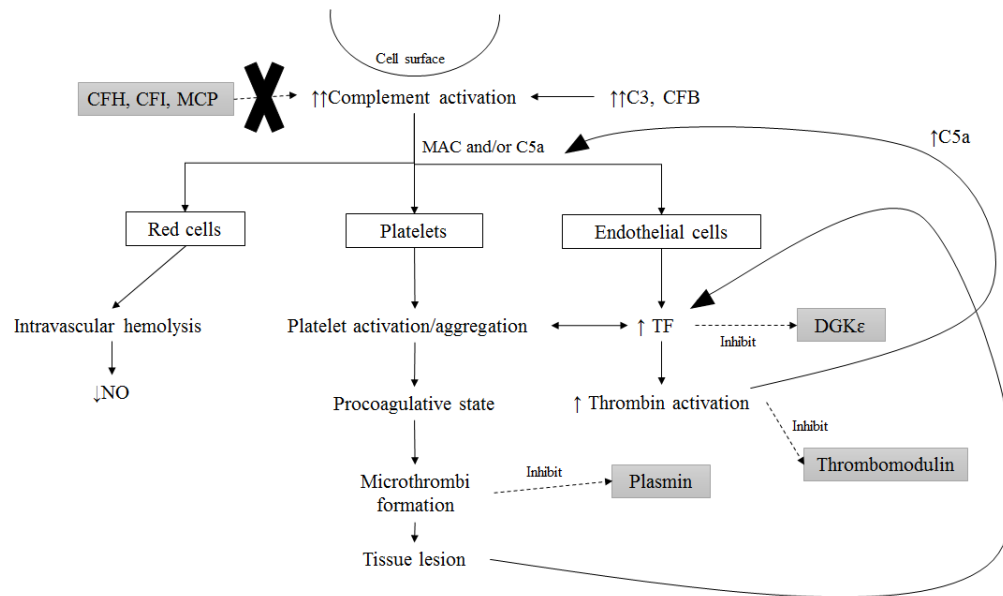 Cell surface
CFH, CFI, MCP
↑↑Complement activation
↑↑C3, CFB
MAC and/or C5a
↑C5a
Red cells
Platelets
Endothelial cells
Intravascular hemolysis
Platelet activation/aggregation
↑ TF
Inhibit
DGKε
↓NO
Procoagulative state
↑ Thrombin activation
Inhibit
Thrombomodulin
Microthrombi
formation
Inhibit
Plasmin
Tissue lesion